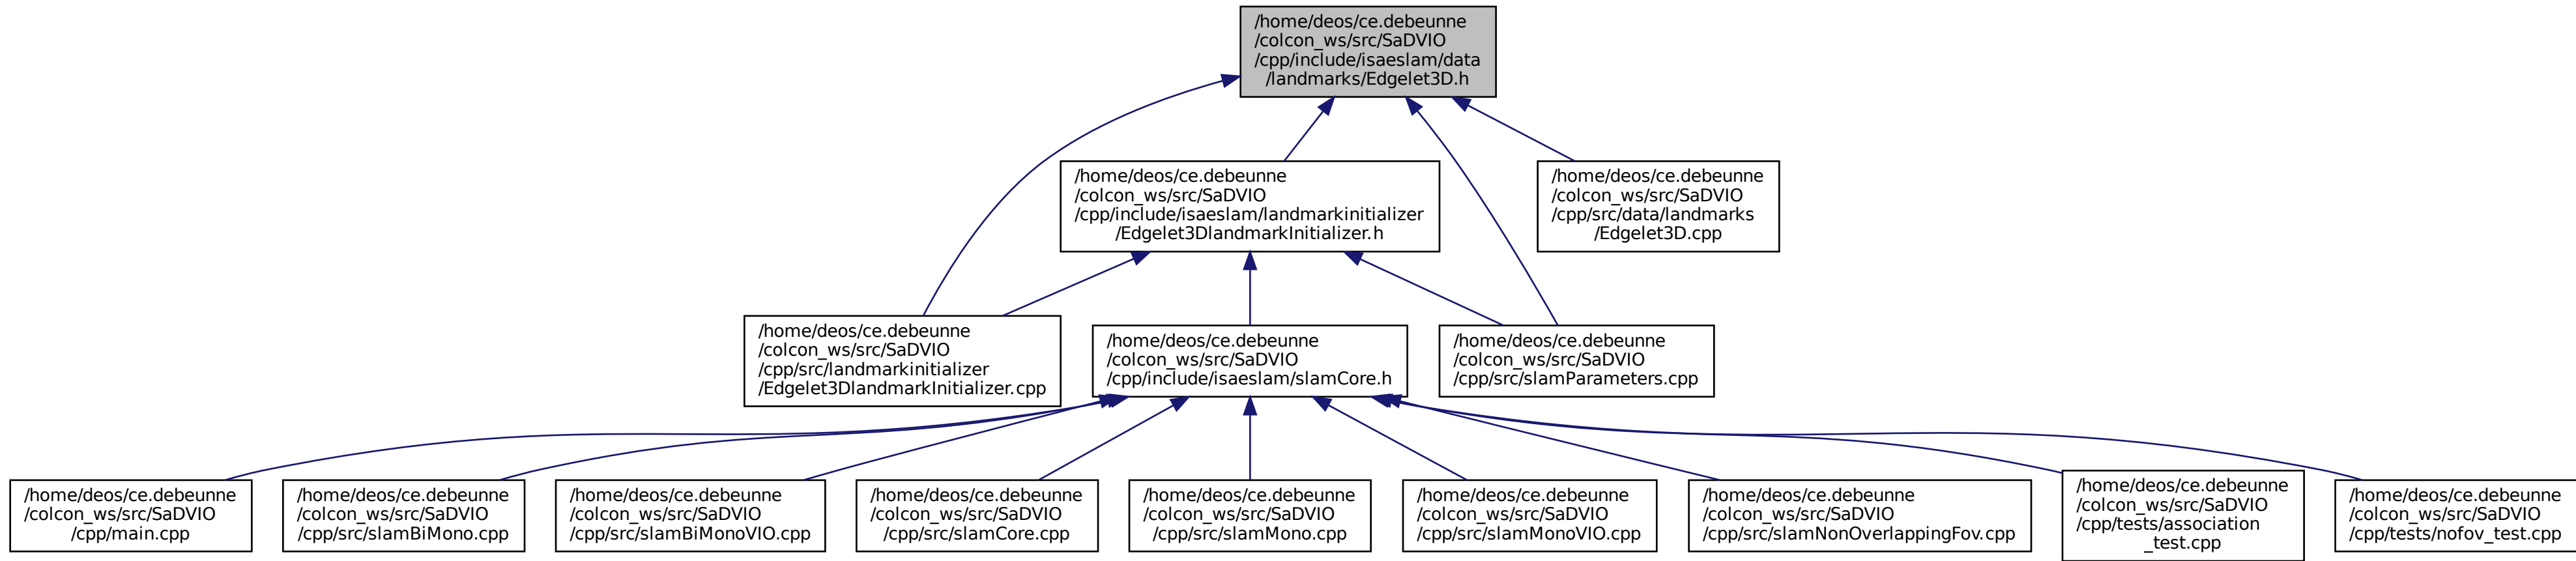 /home/deos/ce.debeunne
/colcon_ws/src/SaDVIO
/cpp/include/isaeslam/data
/landmarks/Edgelet3D.h
/home/deos/ce.debeunne
/colcon_ws/src/SaDVIO
/cpp/include/isaeslam/landmarkinitializer
/Edgelet3DlandmarkInitializer.h
/home/deos/ce.debeunne
/colcon_ws/src/SaDVIO
/cpp/src/data/landmarks
/Edgelet3D.cpp
/home/deos/ce.debeunne
/colcon_ws/src/SaDVIO
/cpp/src/landmarkinitializer
/Edgelet3DlandmarkInitializer.cpp
/home/deos/ce.debeunne
/colcon_ws/src/SaDVIO
/cpp/include/isaeslam/slamCore.h
/home/deos/ce.debeunne
/colcon_ws/src/SaDVIO
/cpp/src/slamParameters.cpp
/home/deos/ce.debeunne
/colcon_ws/src/SaDVIO
/cpp/main.cpp
/home/deos/ce.debeunne
/colcon_ws/src/SaDVIO
/cpp/src/slamBiMono.cpp
/home/deos/ce.debeunne
/colcon_ws/src/SaDVIO
/cpp/src/slamBiMonoVIO.cpp
/home/deos/ce.debeunne
/colcon_ws/src/SaDVIO
/cpp/src/slamCore.cpp
/home/deos/ce.debeunne
/colcon_ws/src/SaDVIO
/cpp/src/slamMono.cpp
/home/deos/ce.debeunne
/colcon_ws/src/SaDVIO
/cpp/src/slamMonoVIO.cpp
/home/deos/ce.debeunne
/colcon_ws/src/SaDVIO
/cpp/src/slamNonOverlappingFov.cpp
/home/deos/ce.debeunne
/colcon_ws/src/SaDVIO
/cpp/tests/association
_test.cpp
/home/deos/ce.debeunne
/colcon_ws/src/SaDVIO
/cpp/tests/nofov_test.cpp